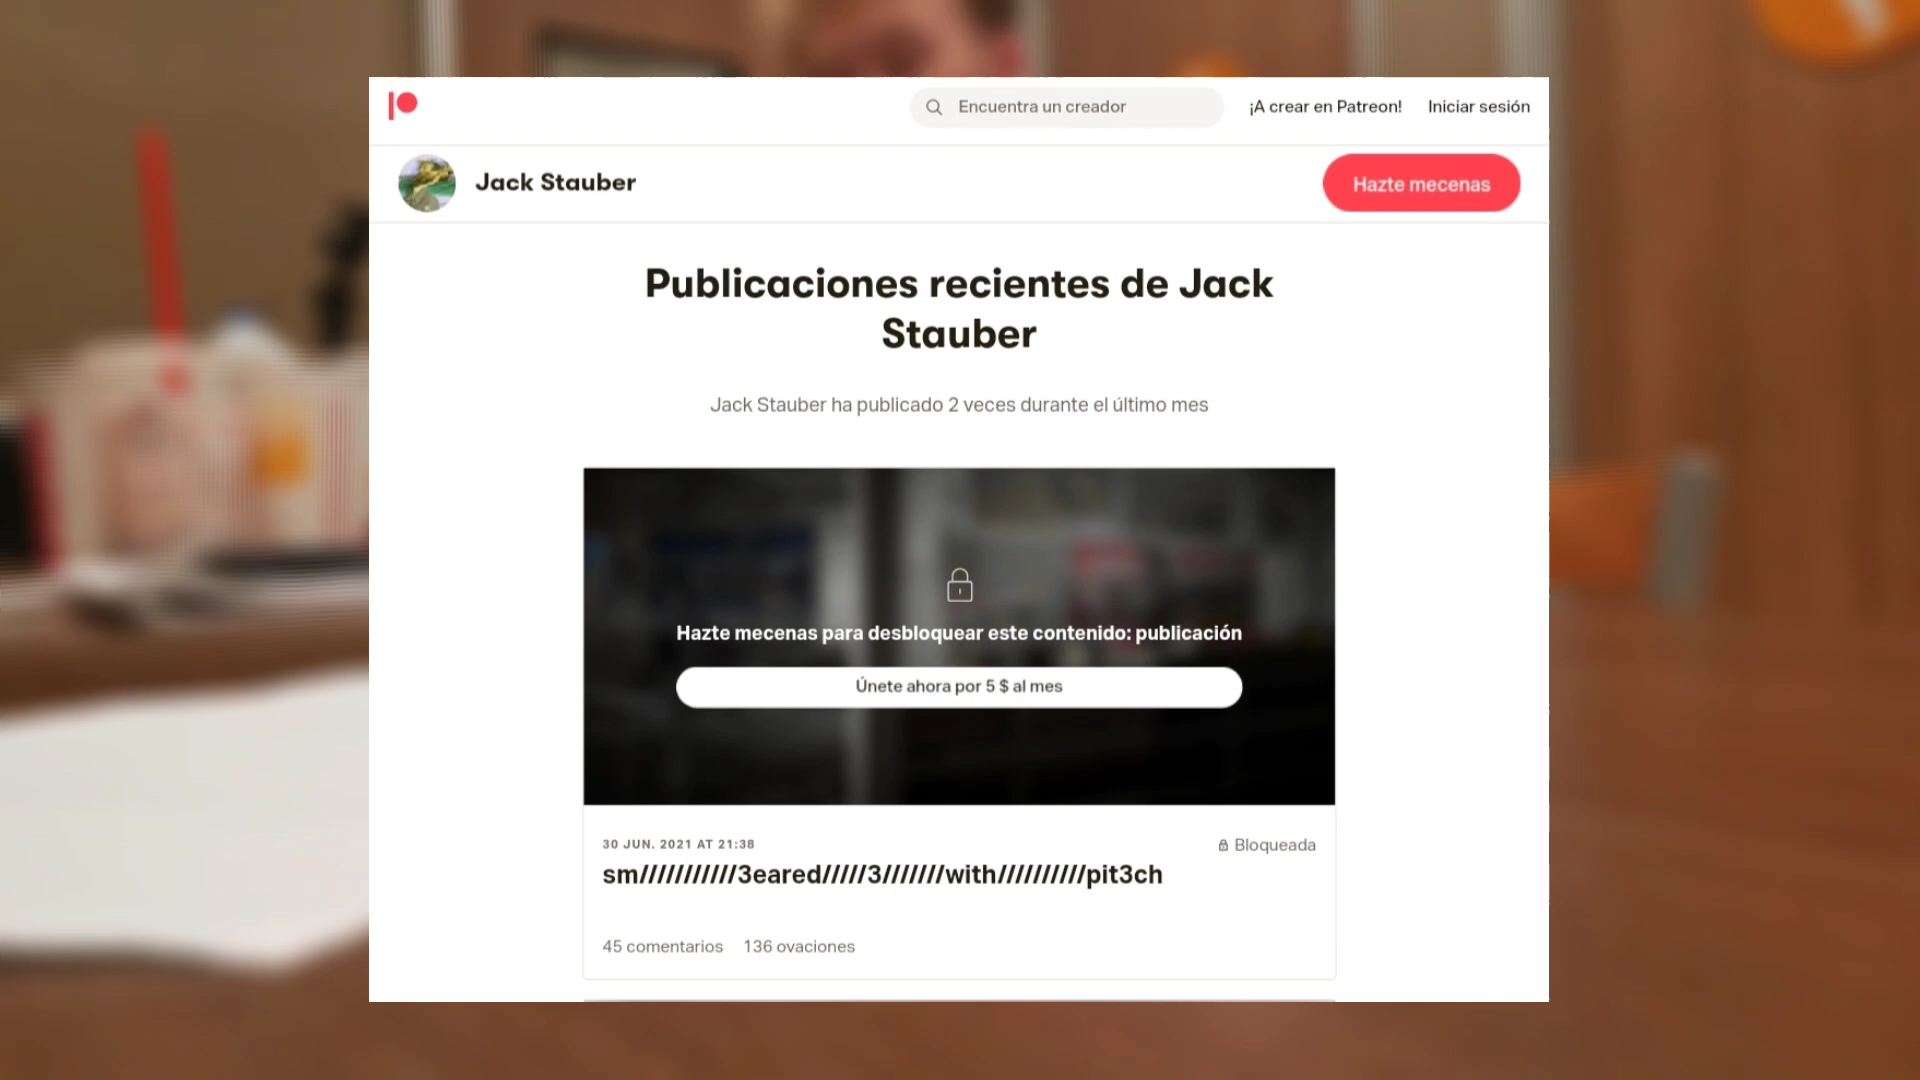 Encuentra un creador
¡A crear en Patreon!
Iniciar sesión
Jack Stauber
Hazte mecenas
Publicaciones recientes de Jack
Stauber
Jack Stauber ha publicado 2 veces durante el último mes
Hazte mecenas para desbloquear este contenido: publicación
Únete ahora por 5 $ al mes
30 JUN. 2021 AT 21:38
Bloqueada
sm///////////3eared/////3///////with//////////pit3ch
45 comentarios
136 ovaciones